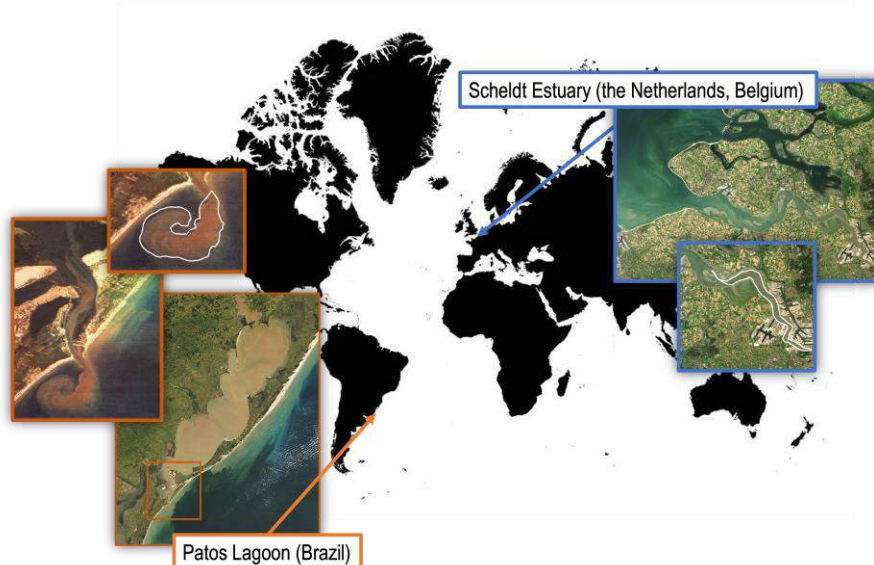 Scheldt Estuary (the Netherlands, Belgium)
Patos Lagoon (Brazil)